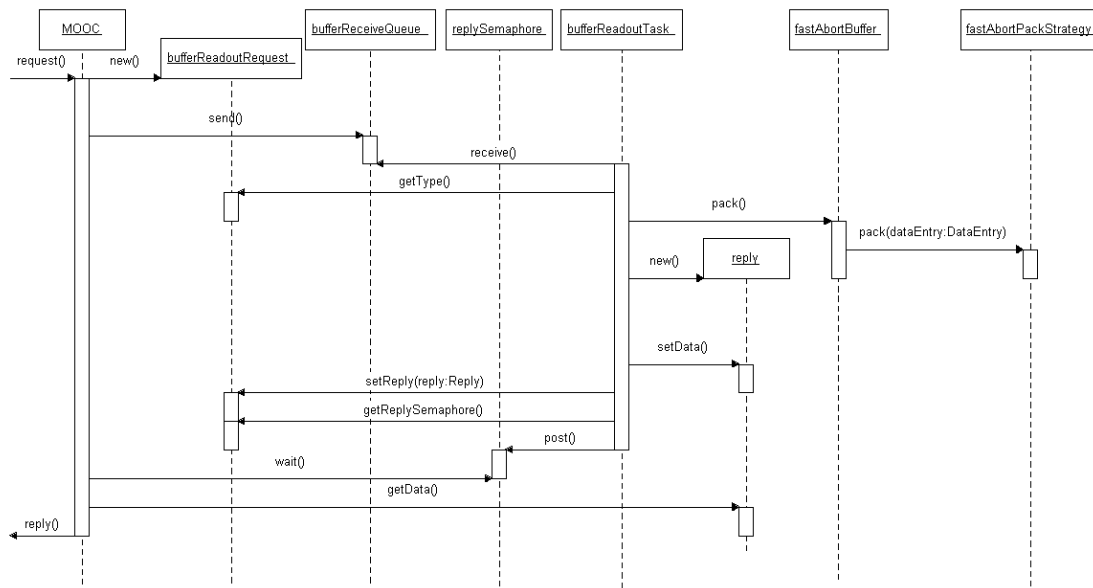 MOOC
bufferReceiveQueue
replySemaphore
bufferReadoutTask
fastAbortBuffer
fastAbortPackStrategy
request()
new()
bufferReadoutRequest
send()
receive()
getType()
pack()
pack(dataEntry:DataEntry)
new()
reply
setData()
setReply(reply:Reply)
getReplySemaphore()
post()
wait()
getData()
reply()